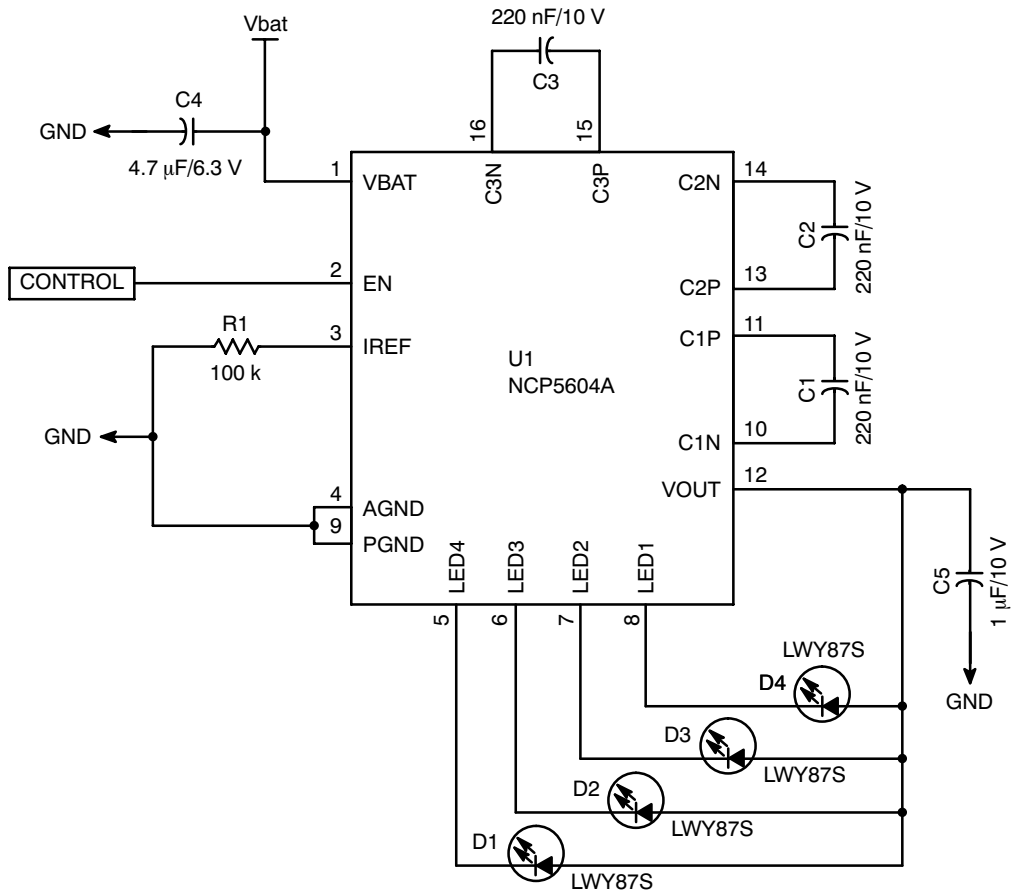 Vbat
220 nF/10 V
C3
C4
GND
4.7 µF/6.3 V
16
15
1
VBAT
C3N
C3P
C2N
14
C2
220 nF/10 V
CONTROL
2
EN
C2P
13
R1
3
IREF
100 k
C1P
11
U1
NCP5604A
C1
220 nF/10 V
GND
C1N
10
VOUT
12
4
AGND
9
PGND
LED4
LED3
LED2
LED1
C5
1 µF/10 V
5
6
7
8
LWY87S
D4
GND
D3
LWY87S
D2
LWY87S
D1
LWY87S